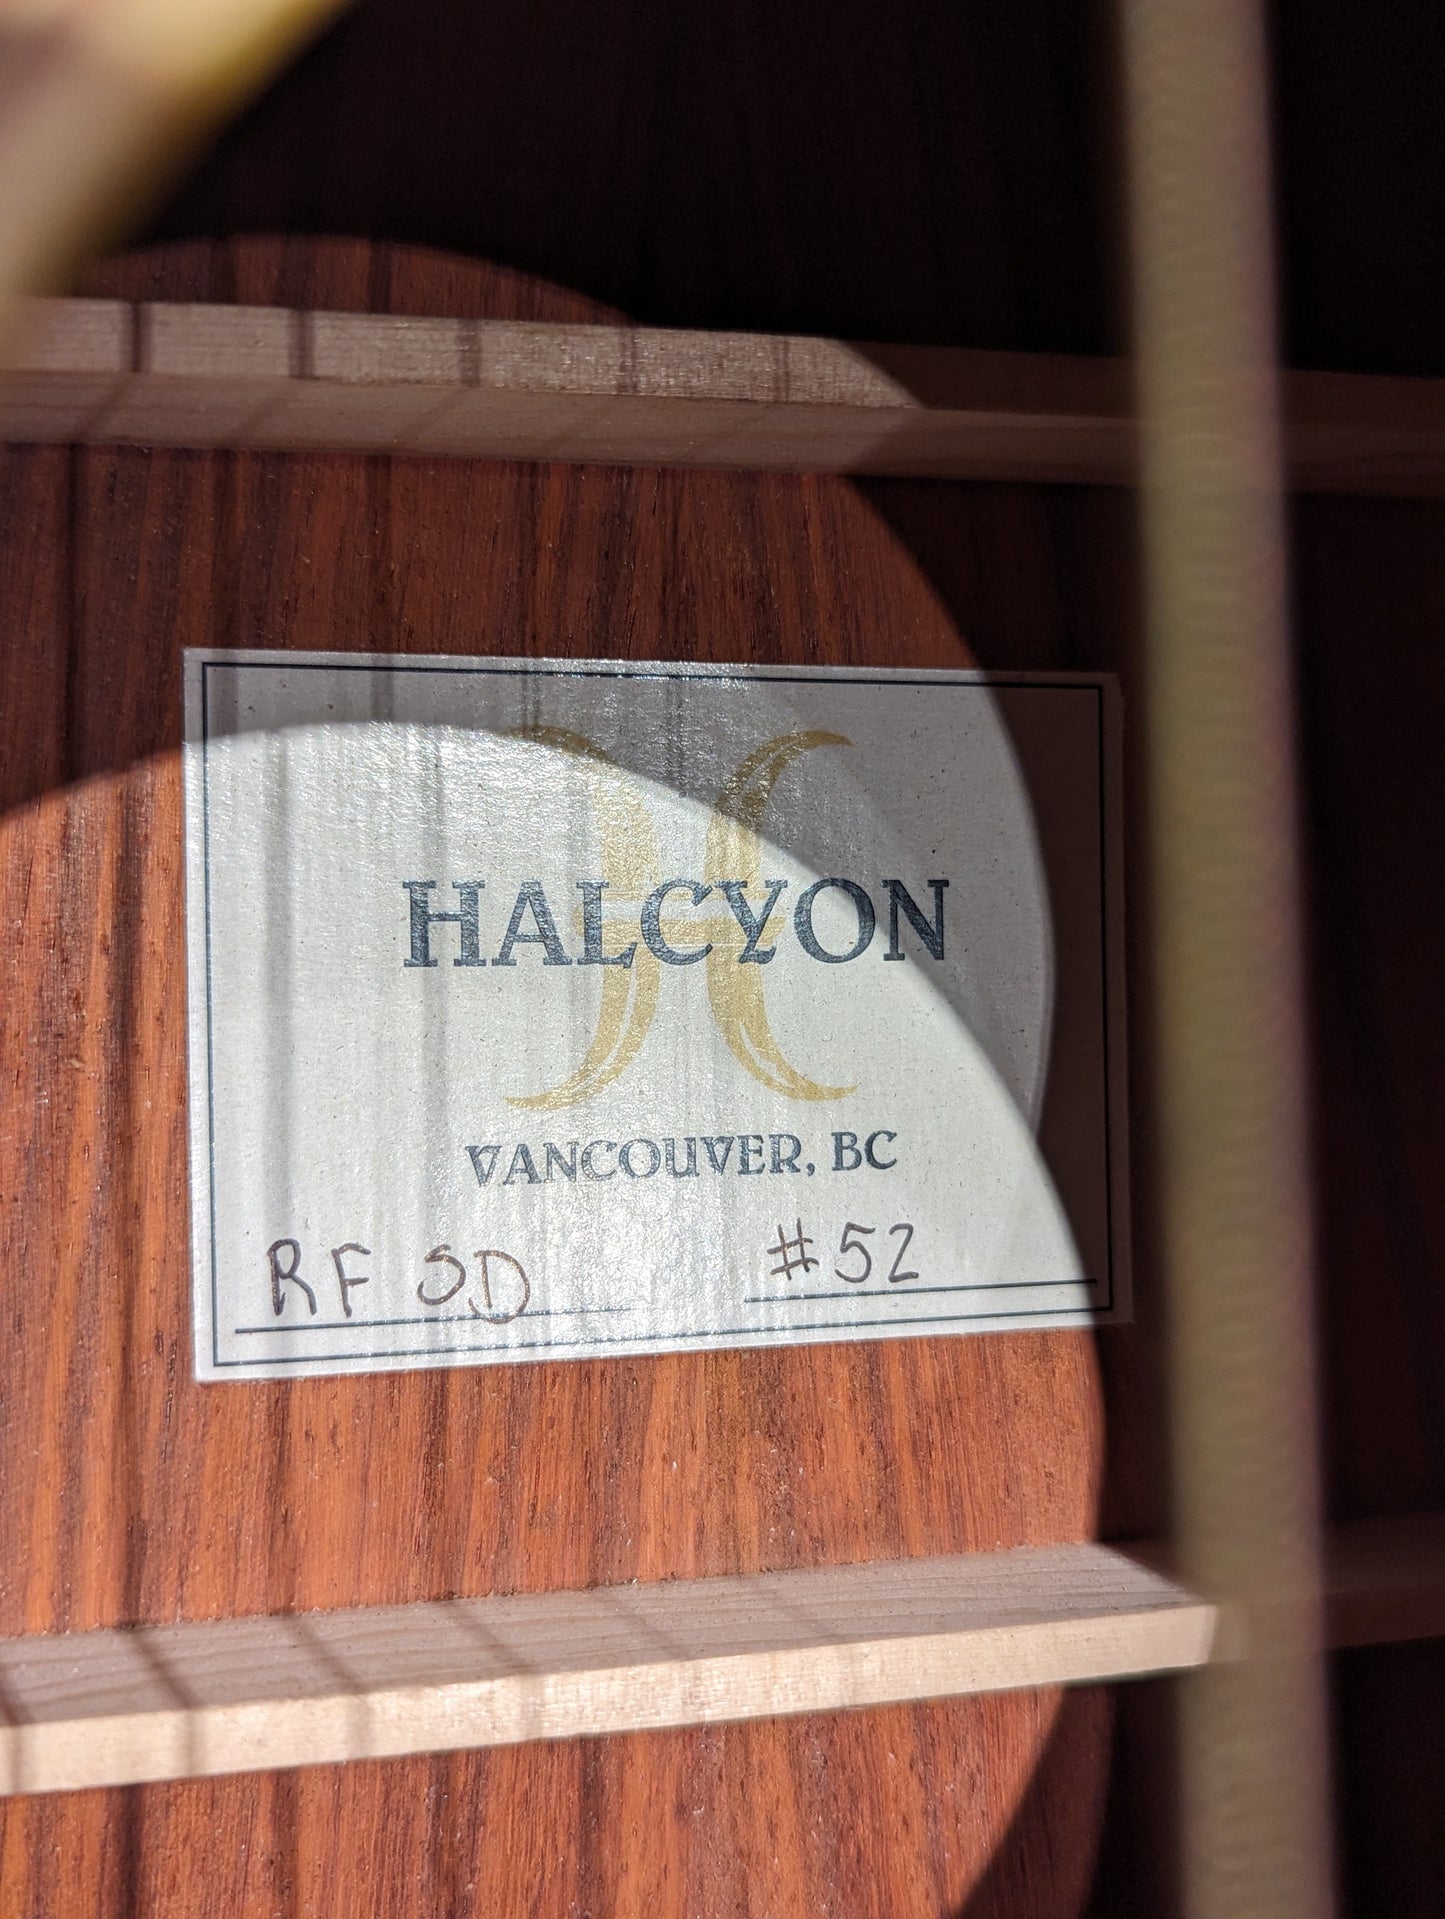 HALCYON
VANCOUVER, BC
RF SD #52